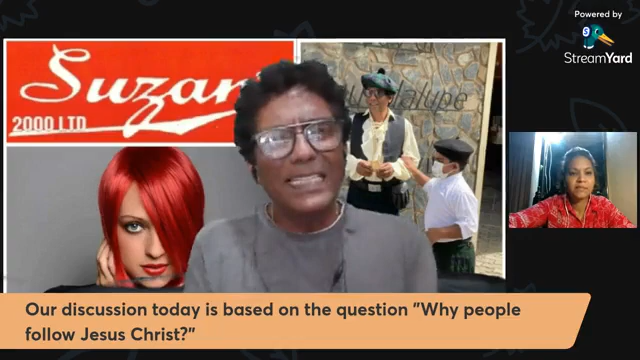 Powered by
StreamYard
Suzan
2000 LTD
Our discussion today is based on the question "Why people
follow Jesus Christ?"